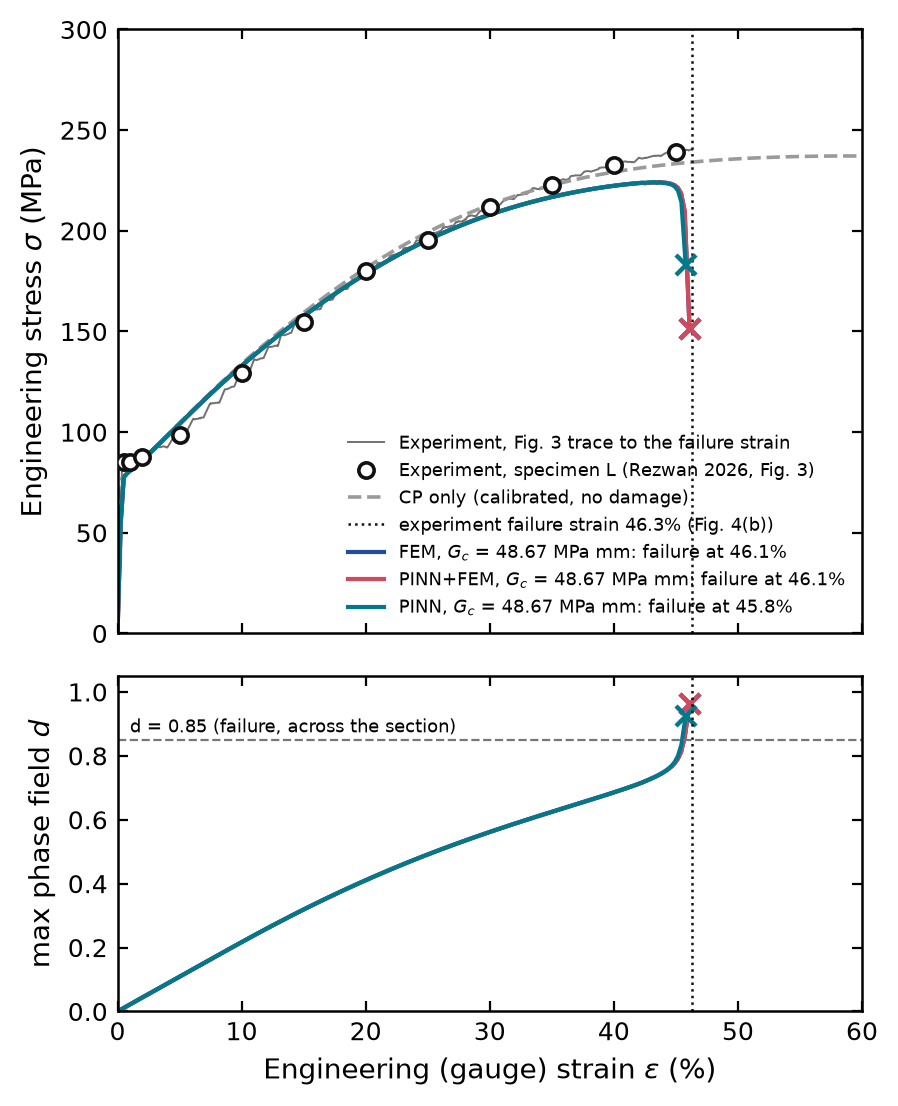 300
250
200
150
100
50
0
Engineering stress σ (MPa)
Experiment, Fig. 3 trace to the failure strain
Experiment, specimen L (Rezwan 2026, Fig. 3)
CP only (calibrated, no damage)
experiment failure strain 46.3% (Fig. 4(b))
FEM, G_c = 48.67 MPa mm: failure at 46.1%
PINN+FEM, G_c = 48.67 MPa mm: failure at 46.1%
PINN, G_c = 48.67 MPa mm: failure at 45.8%
1.0
0.8
0.6
0.4
0.2
0.0
max phase field d
d = 0.85 (failure, across the section)
0 10 20 30 40 50 60
Engineering (gauge) strain ε (%)